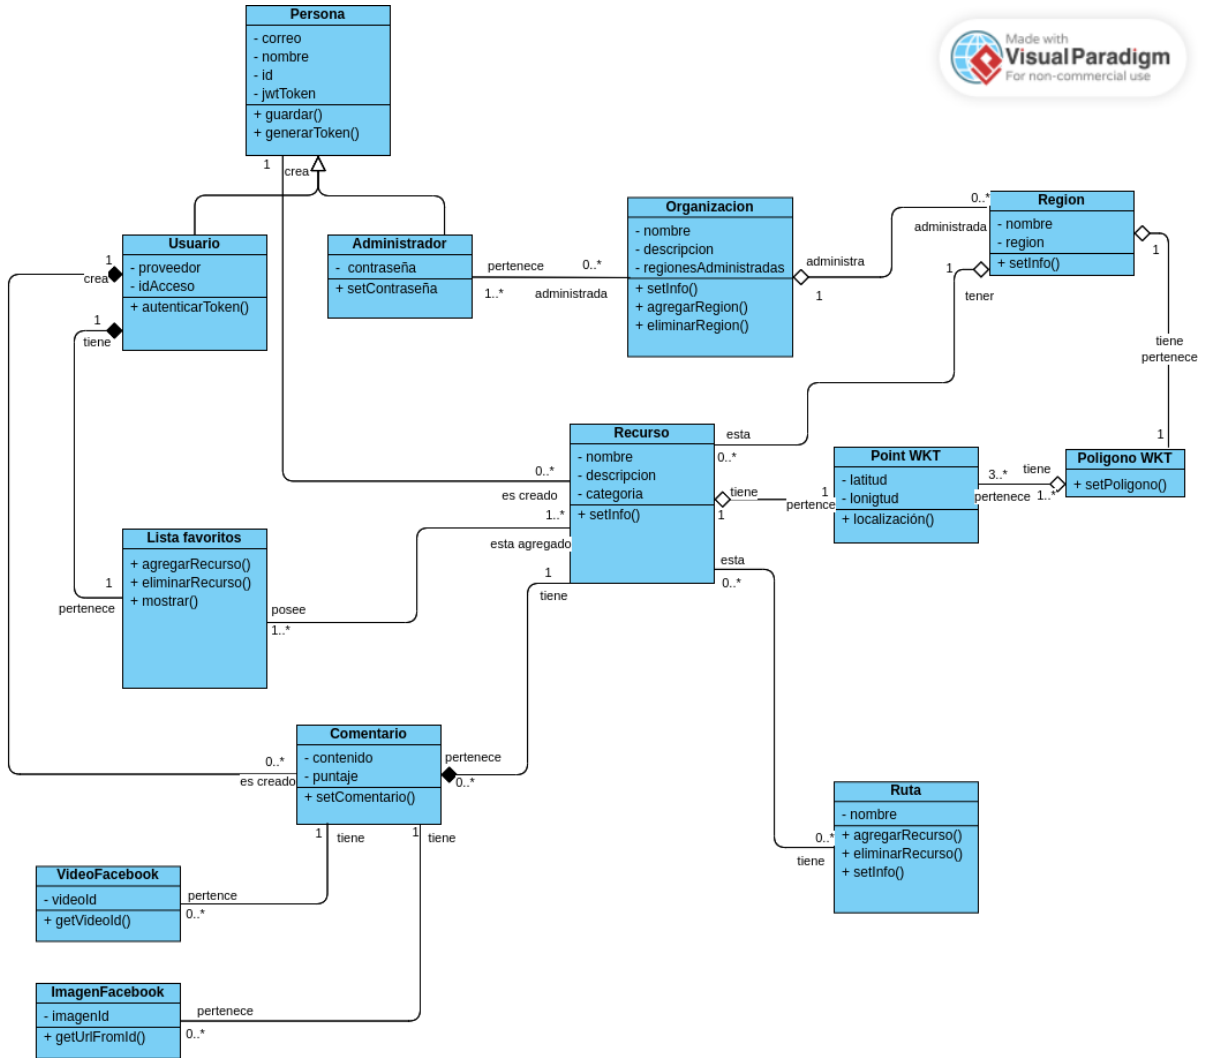 Persona
- correo
- nombre
- id
- jwtToken
+ guardar()
+ generarToken()
Made with
Visual Paradigm
For non-commercial use
1
crea
Usuario
- proveedor
- idAcceso
+ autenticarToken()
1
crea
1
tiene
Administrador
- contraseña
+ setContraseña
pertenece
0..*
1..*
administrada
Organizacion
- nombre
- descripcion
- regionesAdministradas
+ setInfo()
+ agregarRegion()
+ eliminarRegion()
administra
1
0..*
administrada
Region
- nombre
- region
+ setInfo()
1
tener
1
tiene
pertenece
1
Recurso
- nombre
- descripcion
- categoria
+ setInfo()
esta
0..*
0..*
es creado
1..*
esta agregado
tiene
1
1
pertence
Point WKT
- latitud
- lonigtud
+ localización()
3..*
tiene
pertenece
1..*
Poligono WKT
+ setPoligono()
Lista favoritos
+ agregarRecurso()
+ eliminarRecurso()
+ mostrar()
1
pertenece
posee
1..*
1
tiene
esta
0..*
Comentario
- contenido
- puntaje
+ setComentario()
0..*
es creado
pertenece
0..*
1
tiene
1
tiene
Ruta
- nombre
+ agregarRecurso()
+ eliminarRecurso()
+ setInfo()
0..*
tiene
VideoFacebook
- videoId
+ getVideoId()
pertence
0..*
ImagenFacebook
- imagenId
+ getUrlFromId()
pertenece
0..*